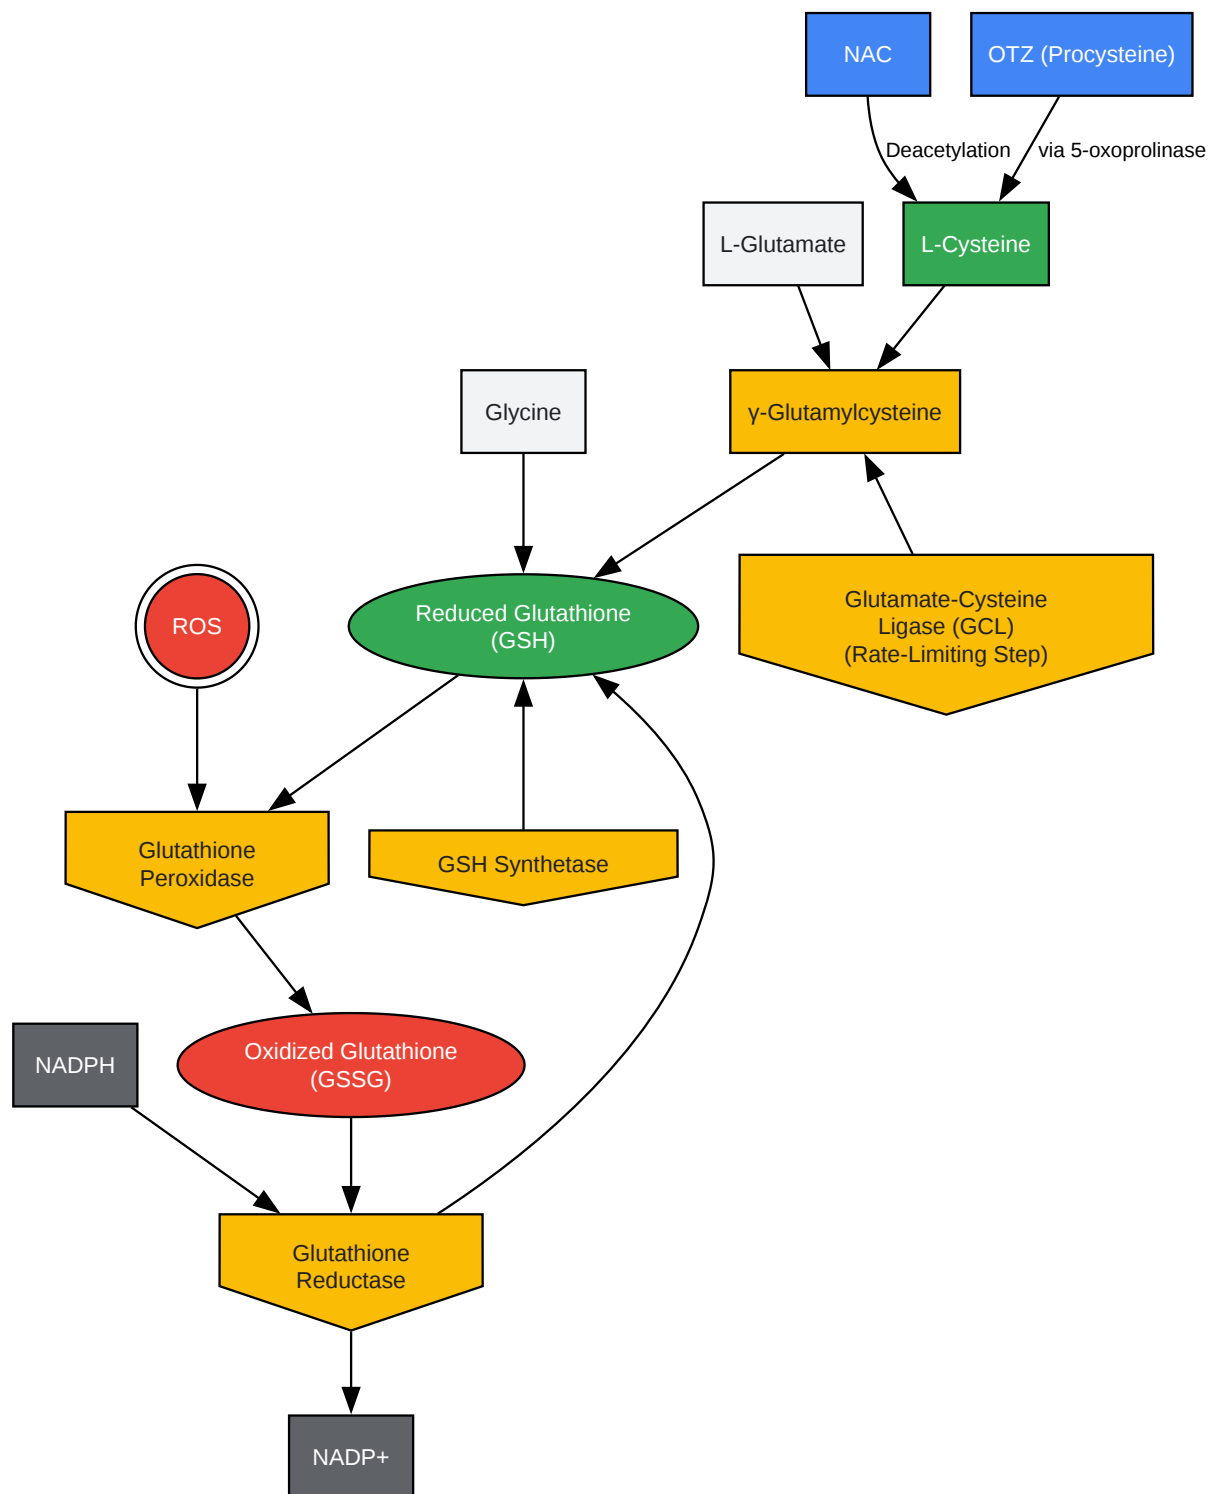 NAC
OTZ (Procysteine)
Deacetylation
via 5-oxoprolinase
L-Glutamate
L-Cysteine
Glycine
γ-Glutamylcysteine
ROS
Reduced Glutathione
(GSH)
Glutamate-Cysteine
Ligase (GCL)
(Rate-Limiting Step)
Glutathione
Peroxidase
GSH Synthetase
NADPH
Oxidized Glutathione
(GSSG)
Glutathione
Reductase
NADP+